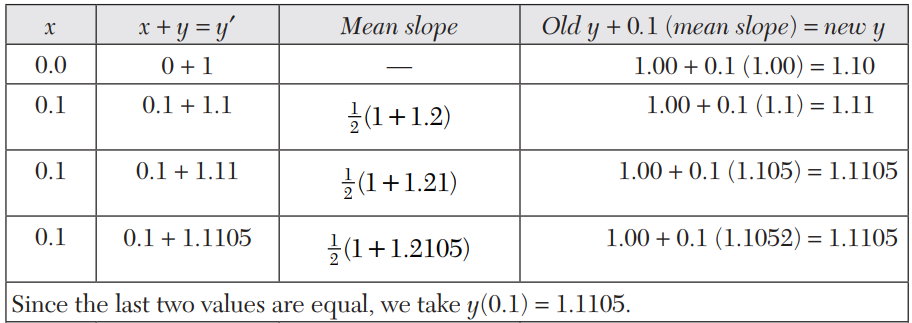 x x + y = y′ Mean slope Old y + 0.1 (mean slope) = new y
0.0 0 + 1 — 1.00 + 0.1 (1.00) = 1.10
0.1 0.1 + 1.1 ½(1 + 1.2) 1.00 + 0.1 (1.1) = 1.11
0.1 0.1 + 1.11 ½(1 + 1.21) 1.00 + 0.1 (1.105) = 1.1105
0.1 0.1 + 1.1105 ½(1 + 1.2105) 1.00 + 0.1 (1.1052) = 1.1105
Since the last two values are equal, we take y(0.1) = 1.1105.